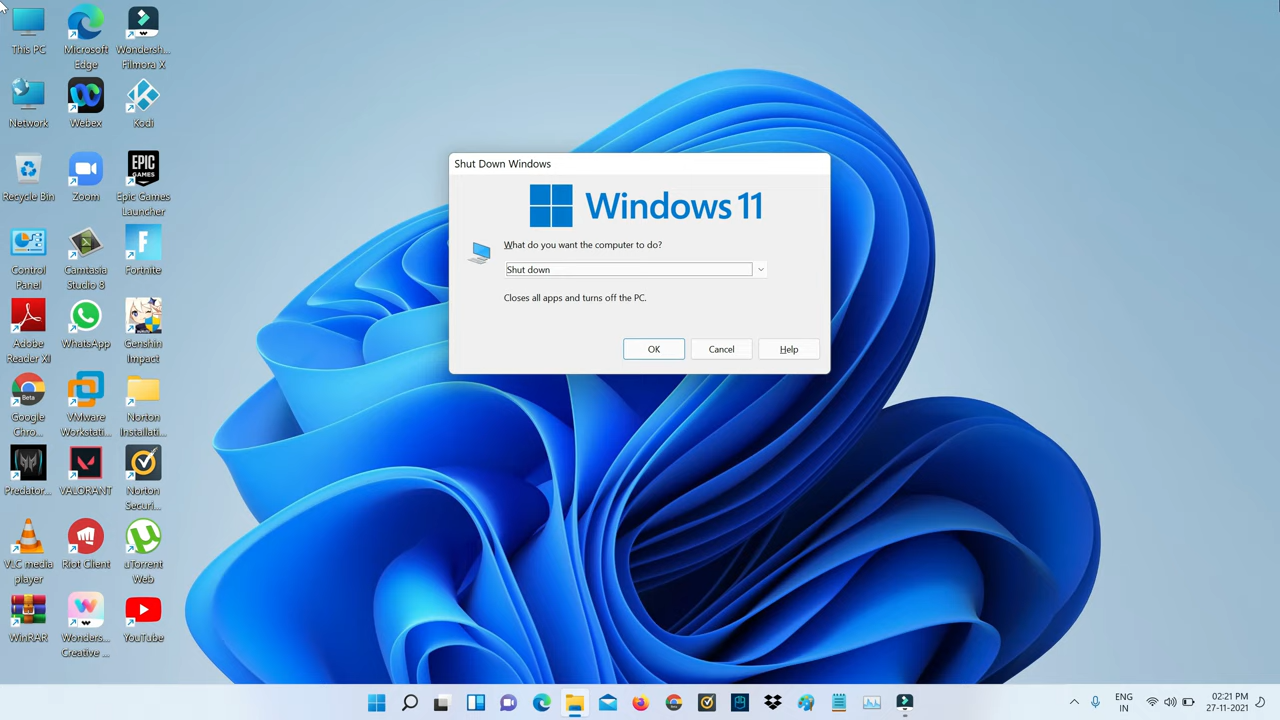 This PC
Microsoft
Edge
Wondersh...
Filmora X
Network
Webex
Kodi
Recycle Bin
Zoom
EPIC
GAMES
Epic Games
Launcher
Control
Panel
Camtasia
Studio 8
Fortnite
Adobe
Reader XI
WhatsApp
Genshin
Impact
Beta
Google
Chro...
VMware
Workstati...
Norton
Installati...
Predator...
VALORANT
Norton
Securi...
VLC media
player
Riot Client
uTorrent
Web
WinRAR
Wonders...
Creative ...
YouTube
Shut Down Windows
Windows 11
What do you want the computer to do?
Shut down
Closes all apps and turns off the PC.
OK
Cancel
Help
ENG
IN
02:21 PM
27-11-2021